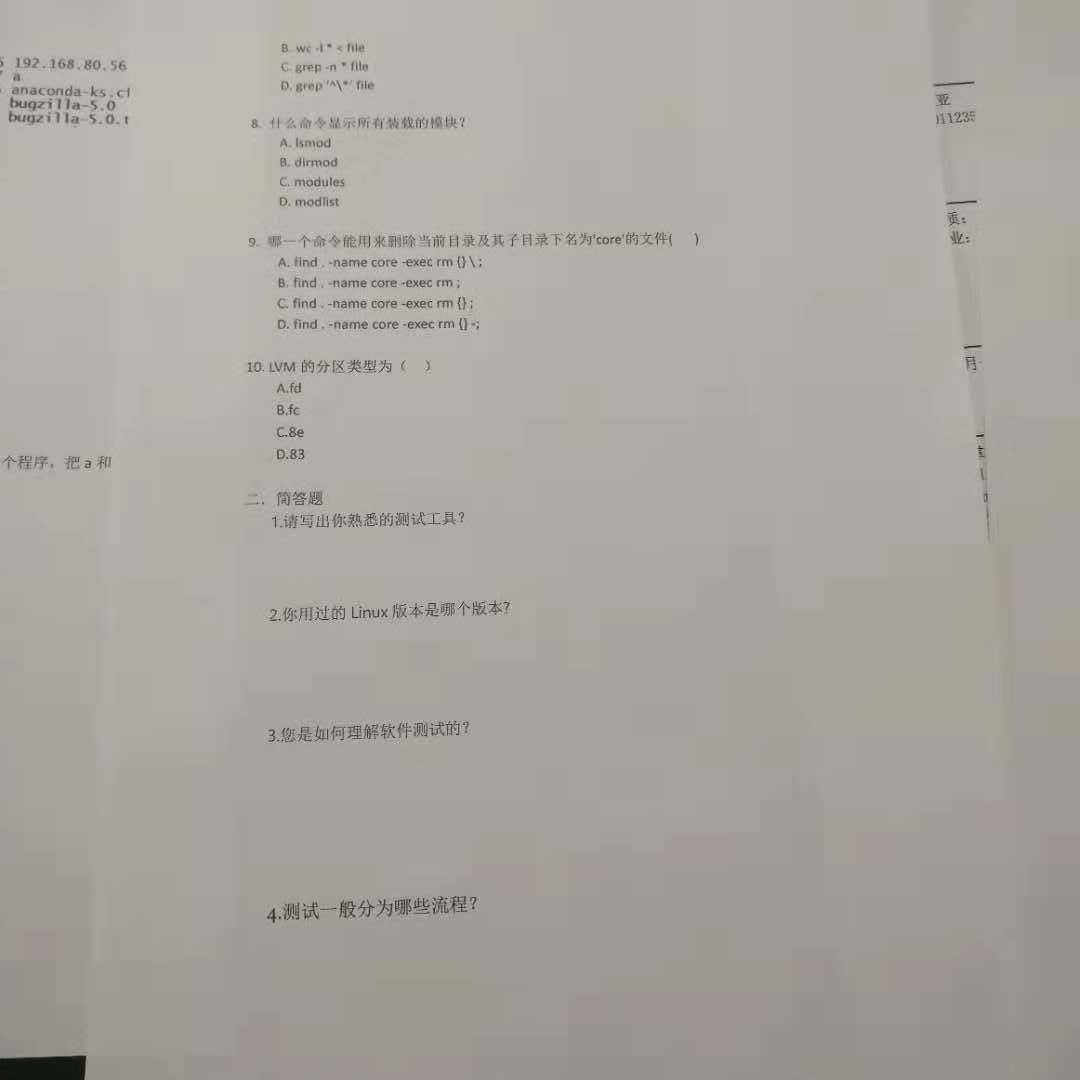 192.168.80.56
a
anaconda-ks.cf
bugzilla-5.0
bugzilla-5.0.t
个程序，把 a 和
B. wc -l * < file
C. grep -n * file
D. grep '^\*' file
8. 什么命令显示所有装载的模块？
A. lsmod
B. dirmod
C. modules
D. modlist
9. 哪一个命令能用来删除当前目录及其子目录下名为'core'的文件( )
A. find . -name core -exec rm {} \ ;
B. find . -name core -exec rm ;
C. find . -name core -exec rm {} ;
D. find . -name core -exec rm {} -;
10. LVM 的分区类型为（ ）
A.fd
B.fc
C.8e
D.83
二．简答题
1.请写出你熟悉的测试工具？
2.你用过的 Linux 版本是哪个版本?
3.您是如何理解软件测试的?
4.测试一般分为哪些流程?
亚
011235
质：
业：
月